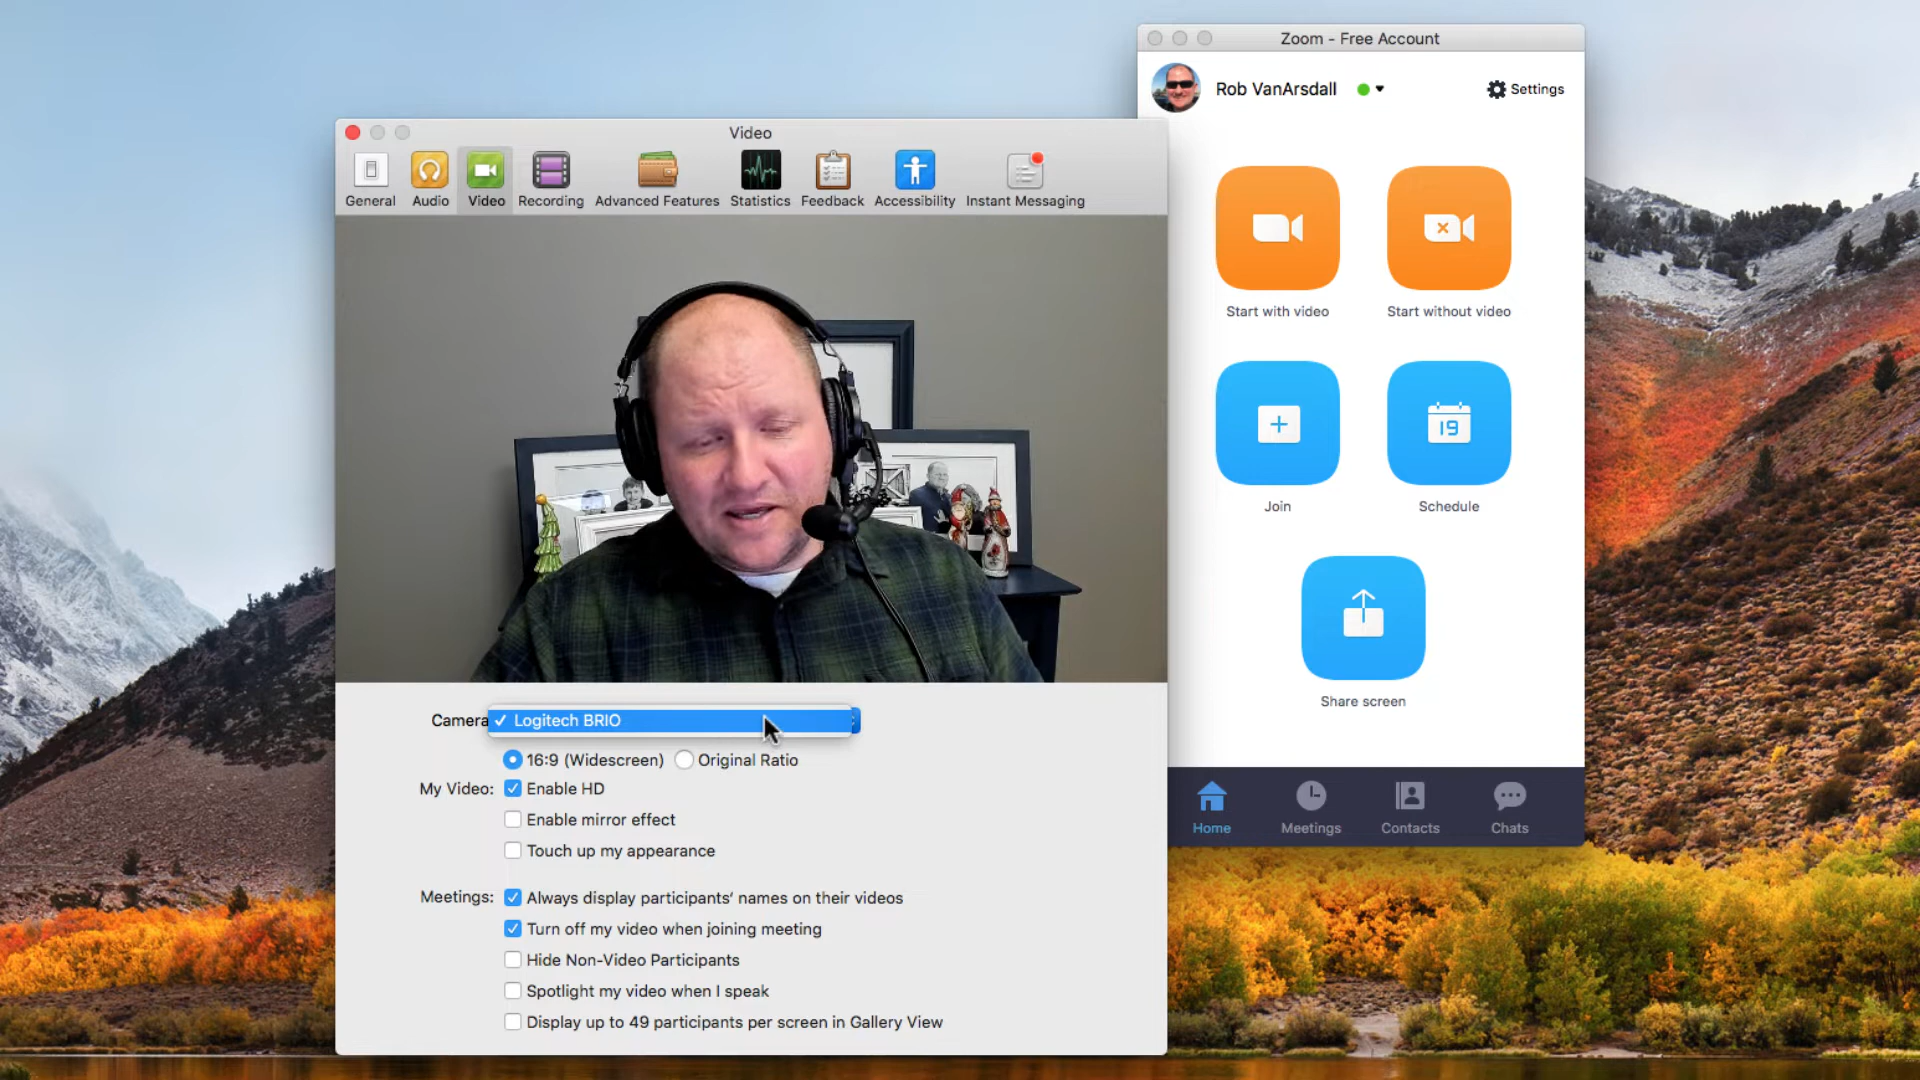 Zoom - Free Account
Rob VanArsdall
Settings
Video
General Audio Video Recording Advanced Features Statistics Feedback Accessibility Instant Messaging
Start with video Start without video
19
Join Schedule
Share screen
Home Meetings Contacts Chats
Camera ✓ Logitech BRIO
16:9 (Widescreen) Original Ratio
My Video: Enable HD
Enable mirror effect
Touch up my appearance
Meetings: Always display participants' names on their videos
Turn off my video when joining meeting
Hide Non-Video Participants
Spotlight my video when I speak
Display up to 49 participants per screen in Gallery View